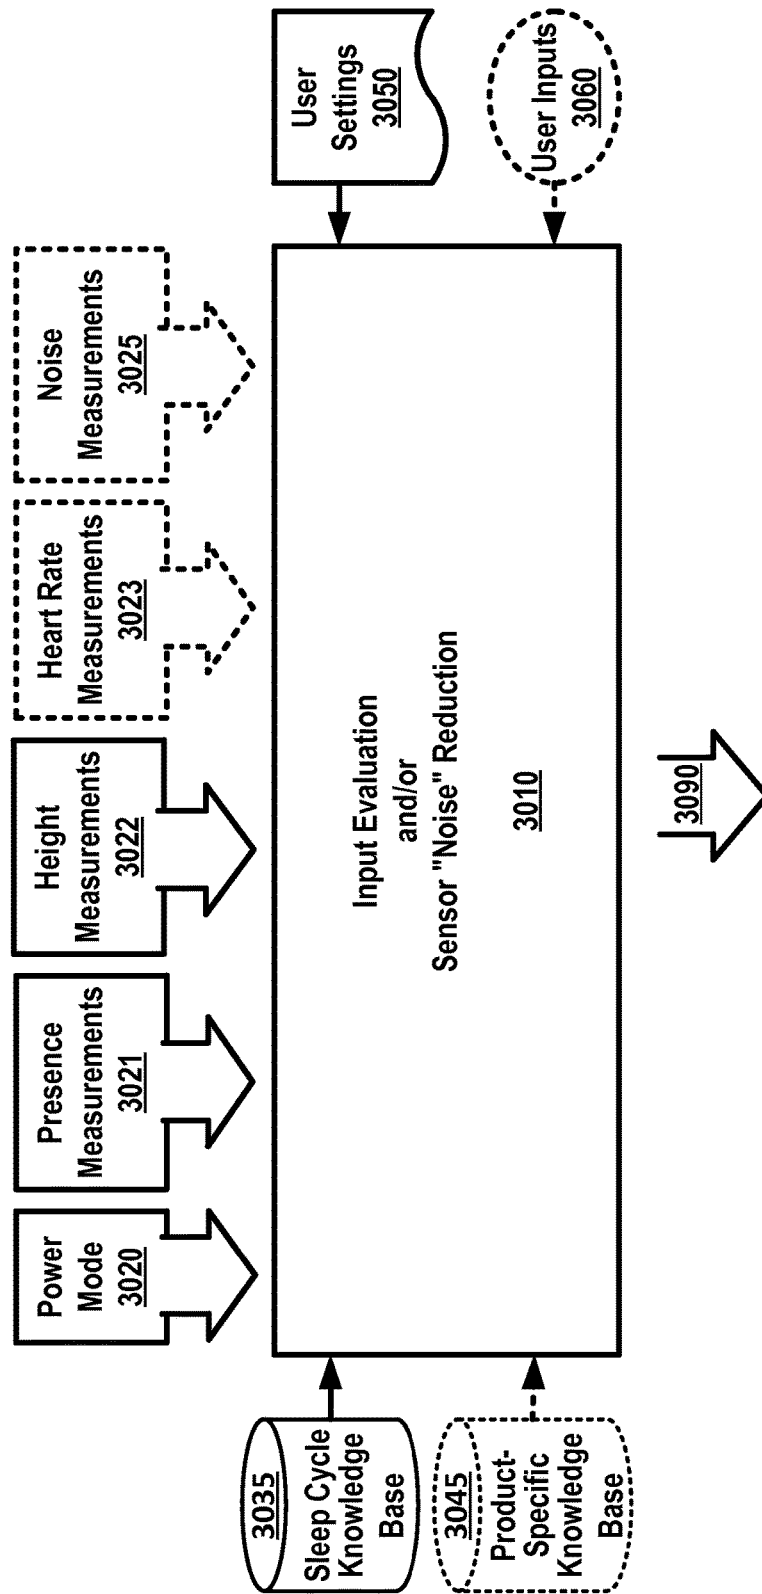 Power
Mode
3020
Presence
Measurements
3021
Height
Measurements
3022
Heart Rate
Measurements
3023
Noise
Measurements
3025
3035
Sleep Cycle
Knowledge
Base
3045
Product-
Specific
Knowledge
Base
Input Evaluation
and/or
Sensor "Noise" Reduction
3010
User
Settings
3050
User Inputs
3060
3090